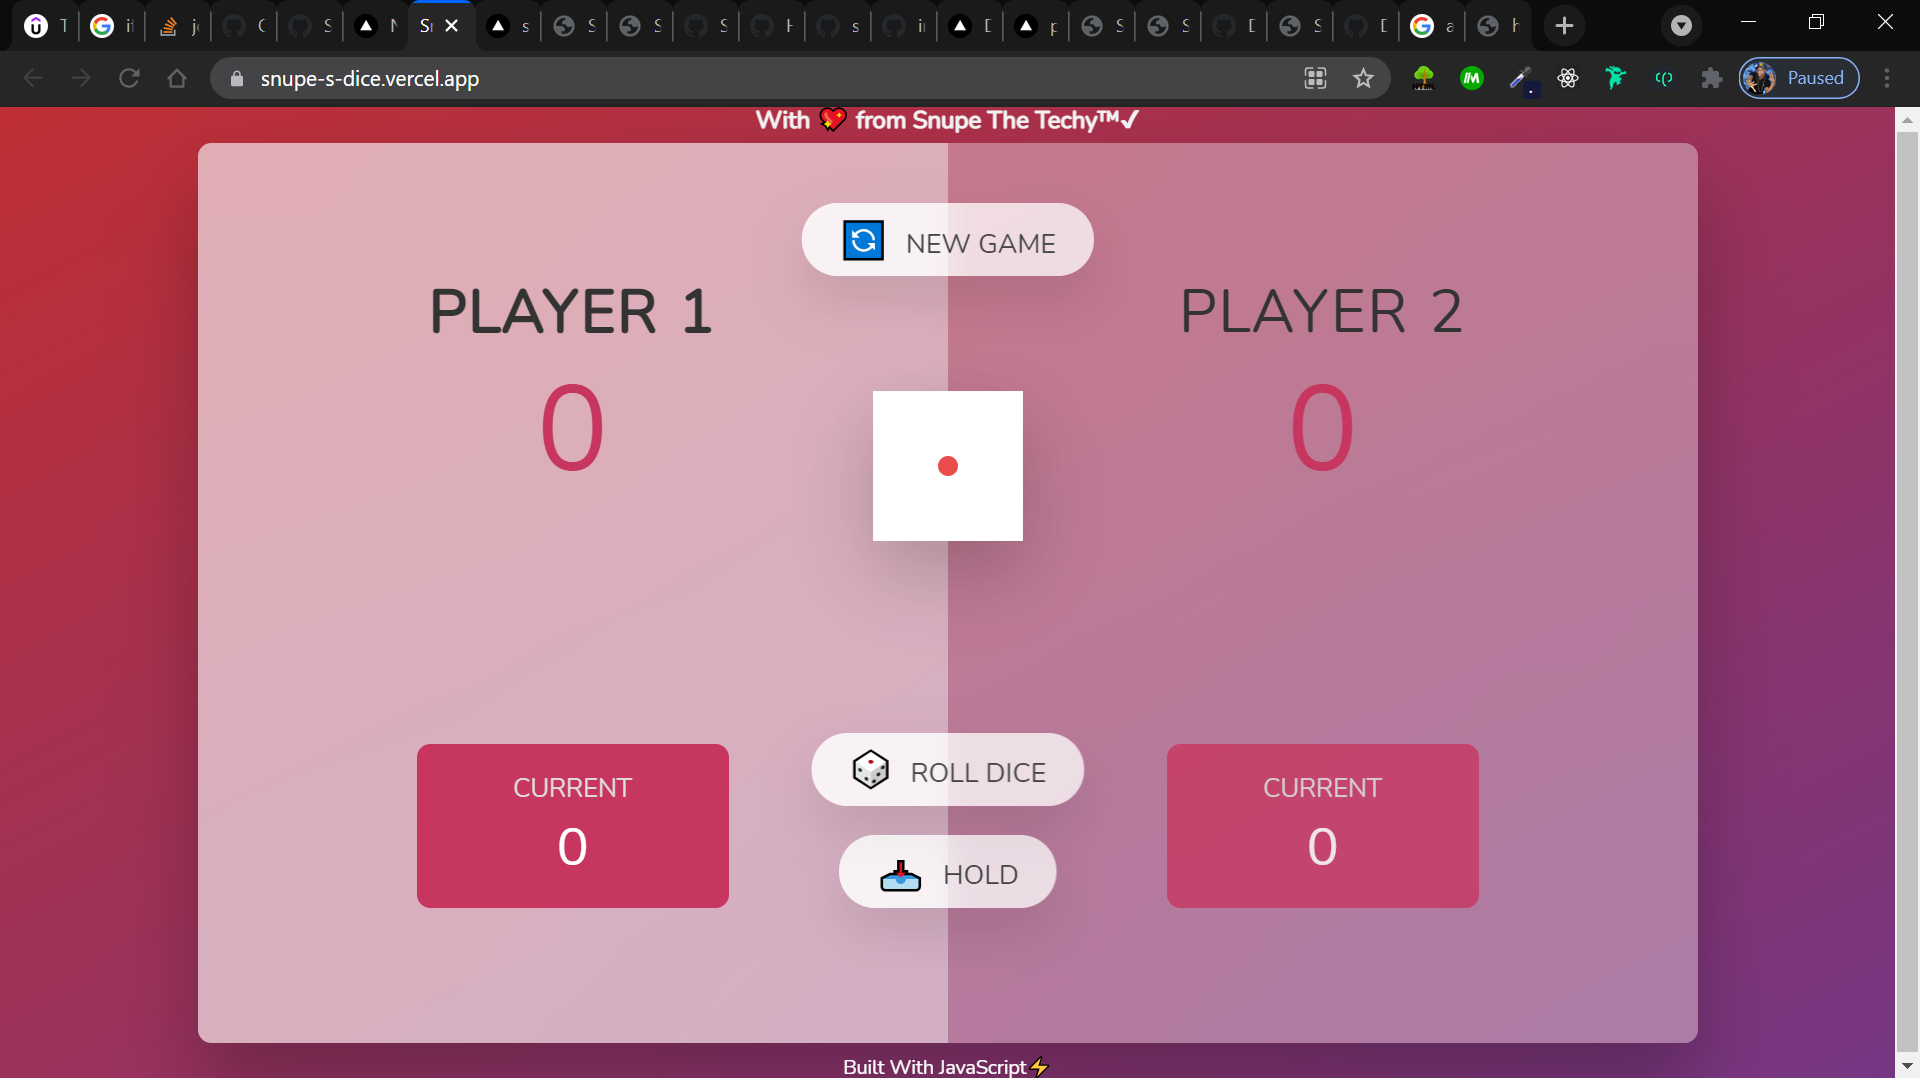 snupe-s-dice.vercel.app
Paused
With 💖 from Snupe The Techy™✓
NEW GAME
PLAYER 1
PLAYER 2
0
0
ROLL DICE
CURRENT
0
CURRENT
0
HOLD
Built With JavaScript⚡